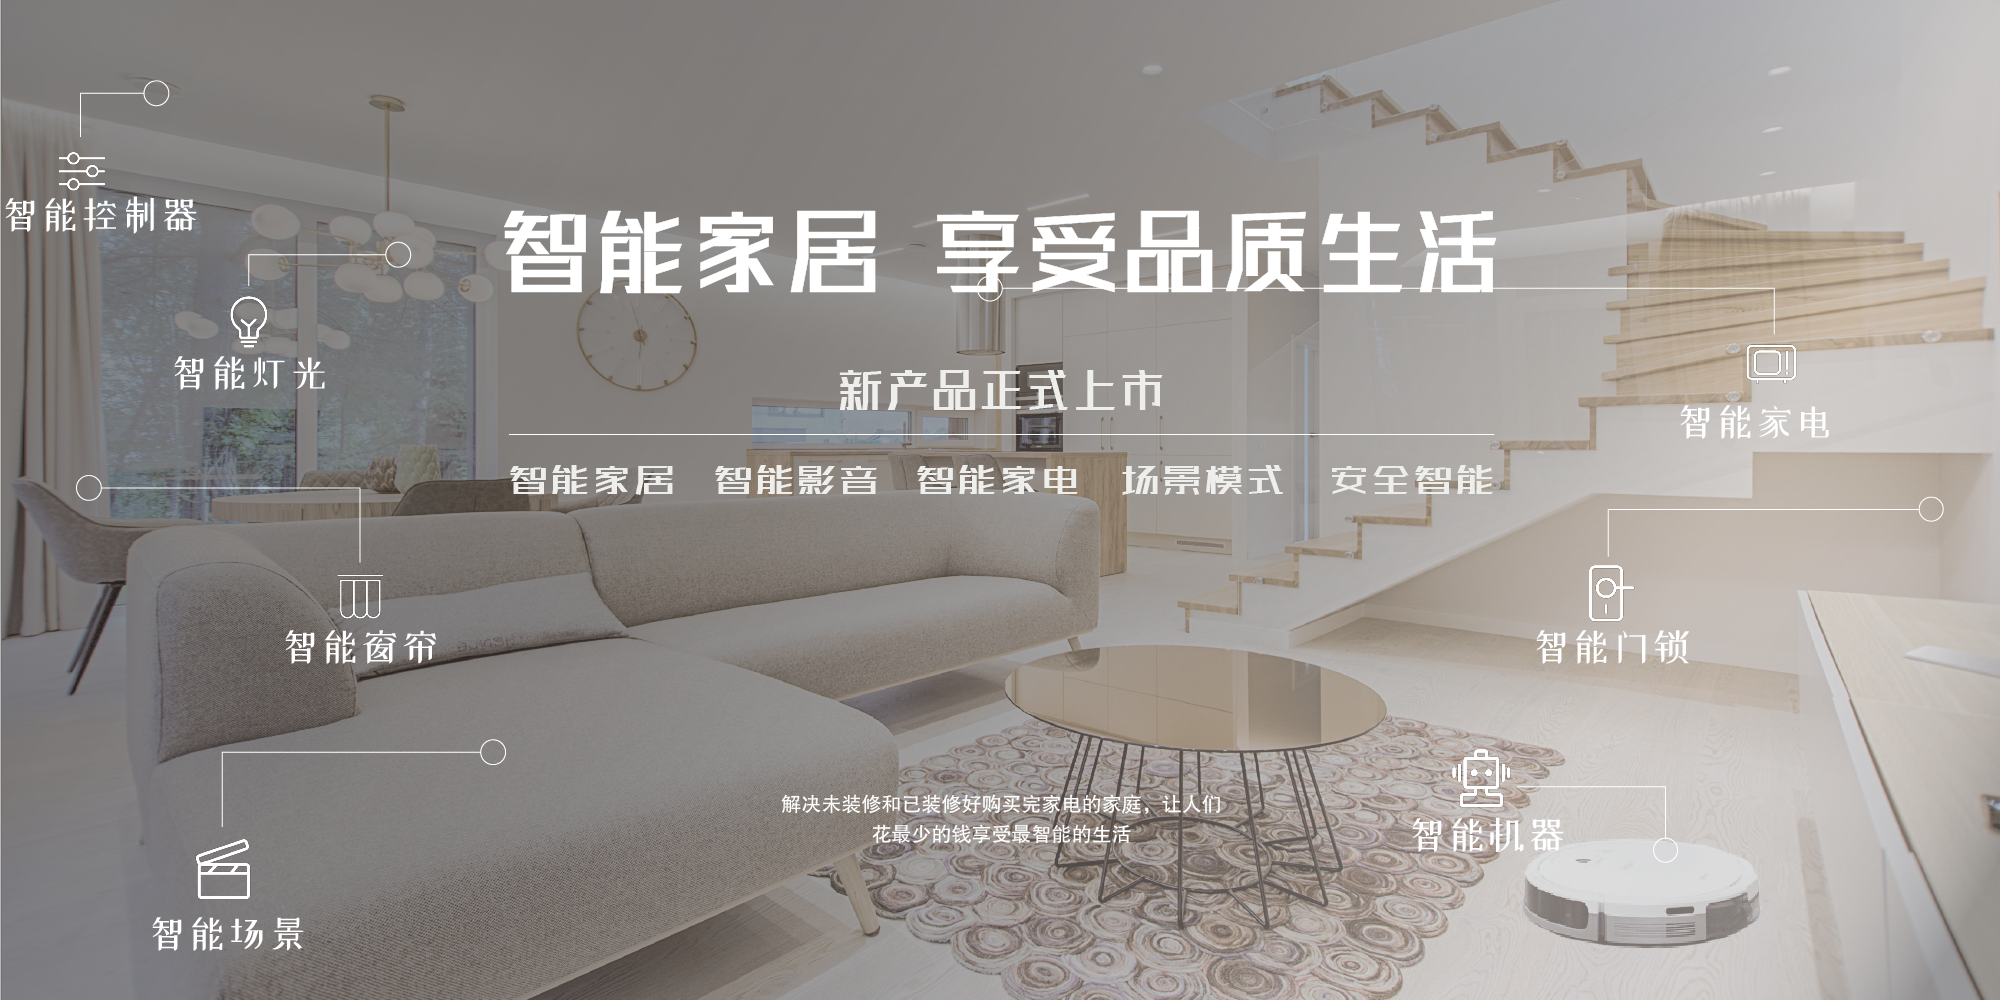 智能控制器
智能家居 享受品质生活
智能灯光
新产品正式上市
智能家电
智能家居 智能影音 智能家电 场景模式 安全智能
智能窗帘
智能门锁
解决未装修和已装修好购买完家电的家庭，让人们
花最少的钱享受最智能的生活
智能机器
智能场景